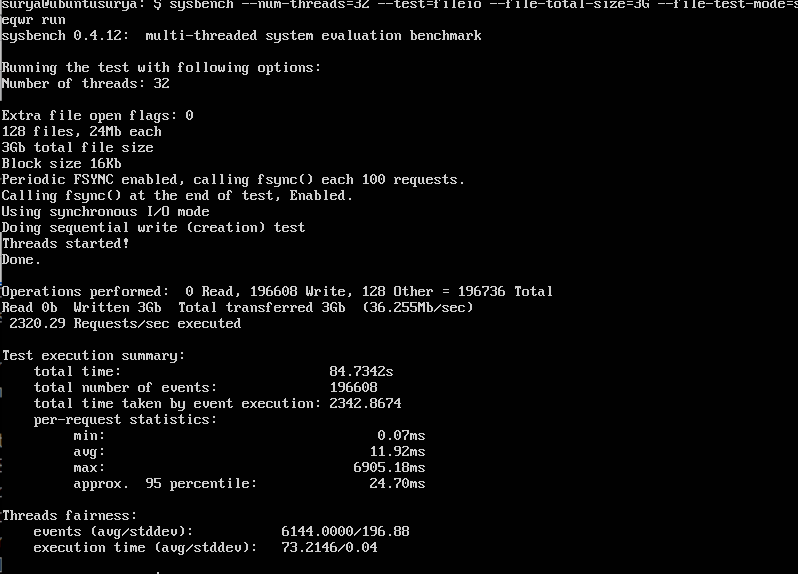 surya@ubuntusurya: $ sysbench --num-threads=32 --test=fileio --file-total-size=3G --file-test-mode=s
eqwr run
sysbench 0.4.12:  multi-threaded system evaluation benchmark
Running the test with following options:
Number of threads: 32
Extra file open flags: 0
128 files, 24Mb each
3Gb total file size
Block size 16Kb
Periodic FSYNC enabled, calling fsync() each 100 requests.
Calling fsync() at the end of test, Enabled.
Using synchronous I/O mode
Doing sequential write (creation) test
Threads started!
Done.
Operations performed:  0 Read, 196608 Write, 128 Other = 196736 Total
Read 0b  Written 3Gb  Total transferred 3Gb  (36.255Mb/sec)
 2320.29 Requests/sec executed
Test execution summary:
    total time:                          84.7342s
    total number of events:              196608
    total time taken by event execution: 2342.8674
    per-request statistics:
         min:                                  0.07ms
         avg:                                 11.92ms
         max:                               6905.18ms
         approx.  95 percentile:              24.70ms
Threads fairness:
    events (avg/stddev):           6144.0000/196.88
    execution time (avg/stddev):   73.2146/0.04